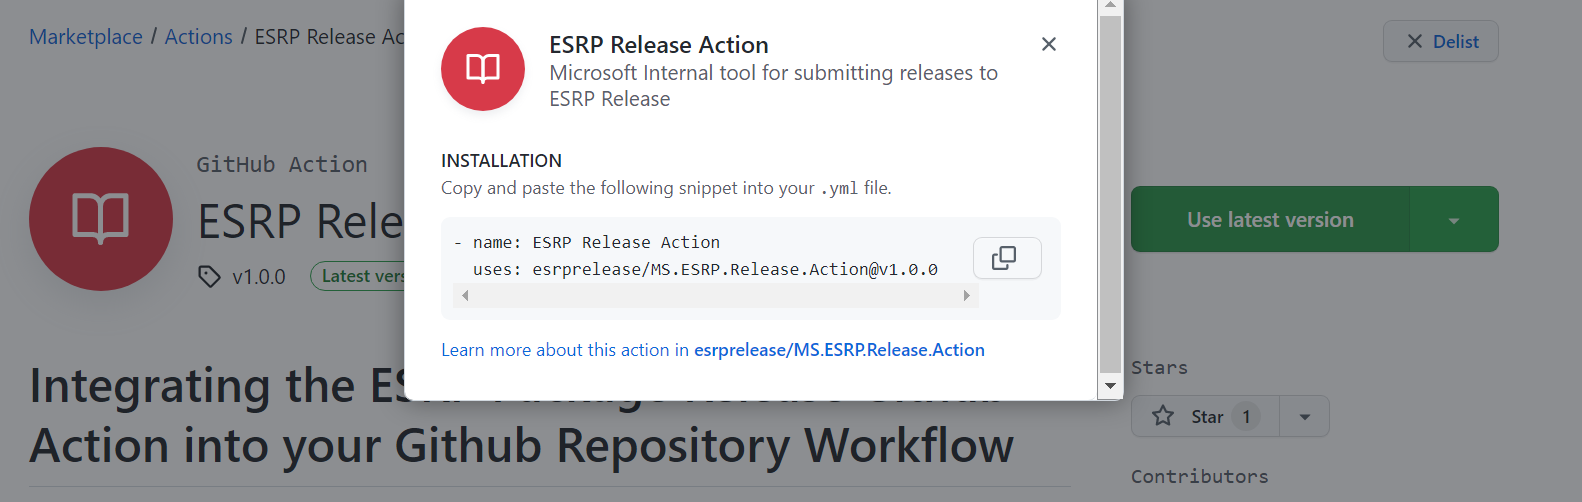 Marketplace / Actions / ESRP Release Ac
Delist
GitHub Action
ESRP Rele
v1.0.0 Latest vers
ESRP Release Action
Microsoft Internal tool for submitting releases to
ESRP Release
INSTALLATION
Copy and paste the following snippet into your .yml file.
- name: ESRP Release Action
uses: esrprelease/MS.ESRP.Release.Action@v1.0.0
Learn more about this action in esrprelease/MS.ESRP.Release.Action
Use latest version
Integrating the
Action into your Github Repository Workflow
Stars
Star 1
Contributors